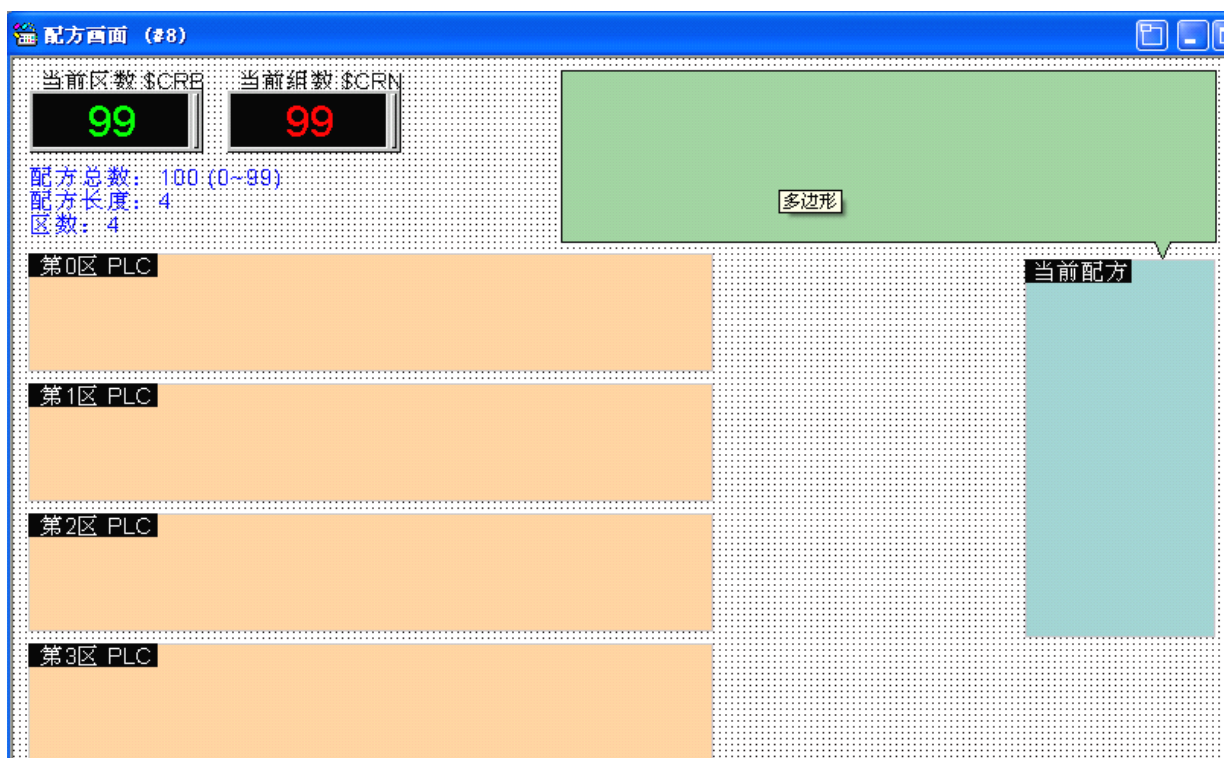 配方画面 (#8)
当前区数 $CRB 当前组数 $CRN
99 99
配方总数: 100 (0~99)
配方长度: 4
区数: 4
多边形
第0区 PLC
当前配方
第1区 PLC
第2区 PLC
第3区 PLC